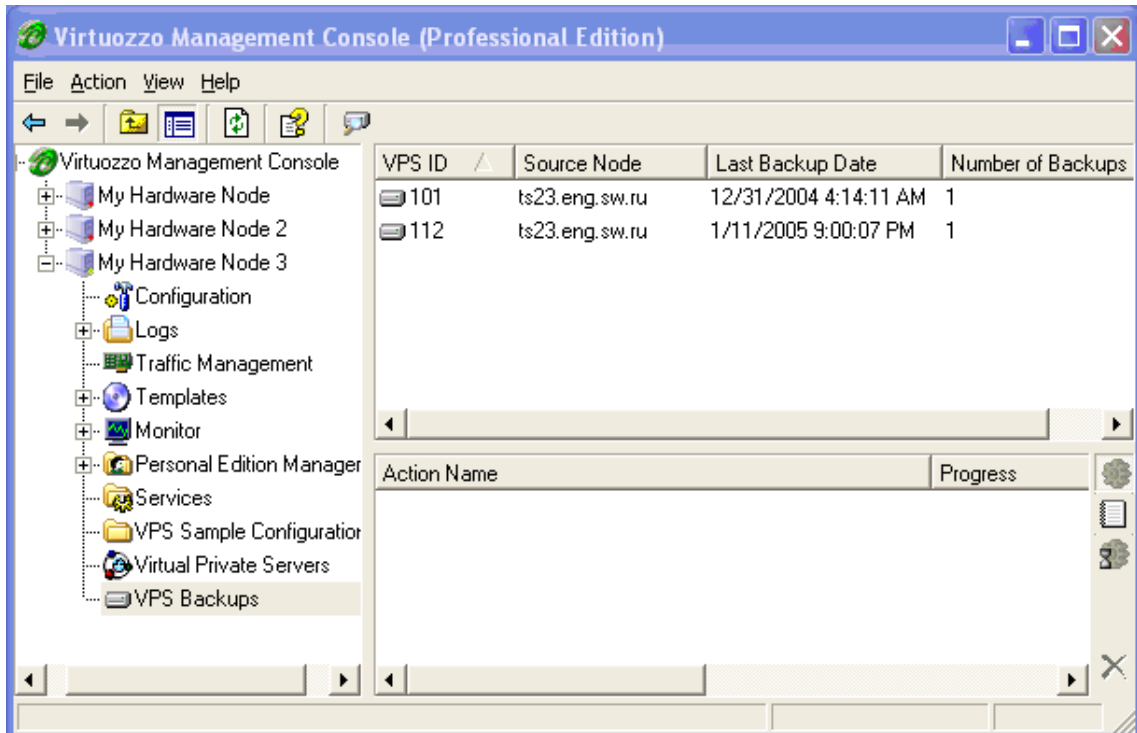 Virtuozzo Management Console (Professional Edition)
File Action View Help
Virtuozzo Management Console
My Hardware Node
My Hardware Node 2
My Hardware Node 3
Configuration
Logs
Traffic Management
Templates
Monitor
Personal Edition Manager
Services
VPS Sample Configuration
Virtual Private Servers
VPS Backups
VPS ID Source Node Last Backup Date Number of Backups
101 ts23.eng.sw.ru 12/31/2004 4:14:11 AM 1
112 ts23.eng.sw.ru 1/11/2005 9:00:07 PM 1
Action Name Progress